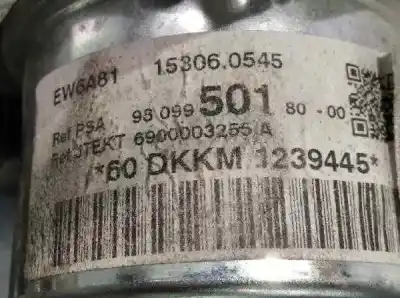 EW6A81 15306.0545
Ref PSA 98 099 501 80 - 00
Ref JTEKT 6900003255 A
*60 DKKM 1239445*